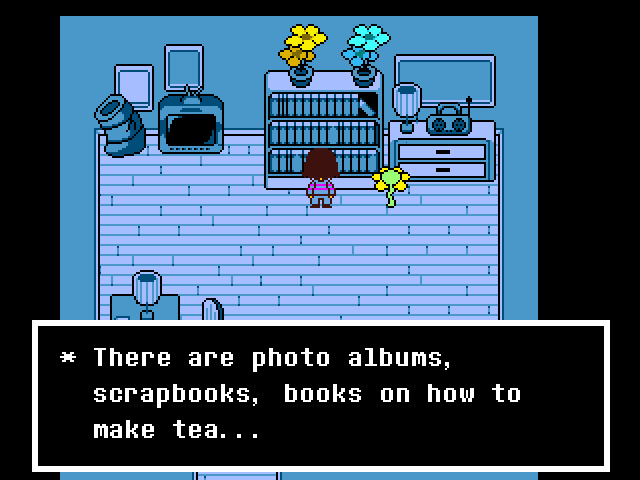 * There are photo albums,
scrapbooks, books on how to
make tea...